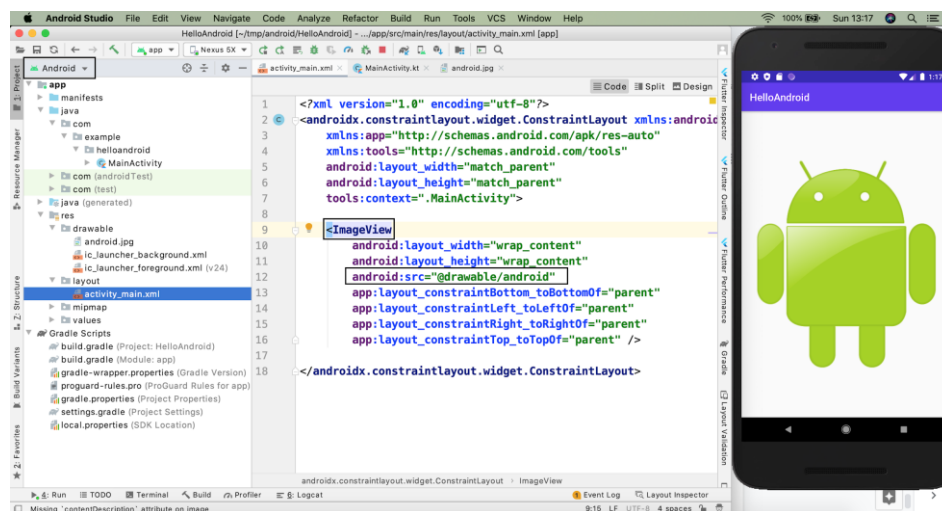 Android Studio File Edit View Navigate Code Analyze Refactor Build Run Tools VCS Window Help 100% Sun 13:17
HelloAndroid [~/tmp/android/HelloAndroid] - .../app/src/main/res/layout/activity_main.xml [app]
app Nexus 5X
Android
activity_main.xml MainActivity.kt android.jpg
Code Split Design
1: Project
Resource Manager
Z: Structure
Build Variants
2: Favorites
app
manifests
java
com
example
helloandroid
MainActivity
com (androidTest)
com (test)
java (generated)
res
drawable
android.jpg
ic_launcher_background.xml
ic_launcher_foreground.xml (v24)
layout
activity_main.xml
mipmap
values
Gradle Scripts
build.gradle (Project: HelloAndroid)
build.gradle (Module: app)
gradle-wrapper.properties (Gradle Version)
proguard-rules.pro (ProGuard Rules for app)
gradle.properties (Project Properties)
settings.gradle (Project Settings)
local.properties (SDK Location)
1 <?xml version="1.0" encoding="utf-8"?>
2 <androidx.constraintlayout.widget.ConstraintLayout xmlns:androi
3 xmlns:app="http://schemas.android.com/apk/res-auto"
4 xmlns:tools="http://schemas.android.com/tools"
5 android:layout_width="match_parent"
6 android:layout_height="match_parent"
7 tools:context=".MainActivity">
8
9 <ImageView
10 android:layout_width="wrap_content"
11 android:layout_height="wrap_content"
12 android:src="@drawable/android"
13 app:layout_constraintBottom_toBottomOf="parent"
14 app:layout_constraintLeft_toLeftOf="parent"
15 app:layout_constraintRight_toRightOf="parent"
16 app:layout_constraintTop_toTopOf="parent" />
17
18 </androidx.constraintlayout.widget.ConstraintLayout>
androidx.constraintlayout.widget.ConstraintLayout › ImageView
Flutter Inspector
Flutter Outline
Flutter Performance
Gradle
Layout Validation
1:17
HelloAndroid
4: Run TODO Terminal Build Profiler 6: Logcat Event Log Layout Inspector
Missing 'contentDescription' attribute on image 9:15 LF UTF-8 4 spaces